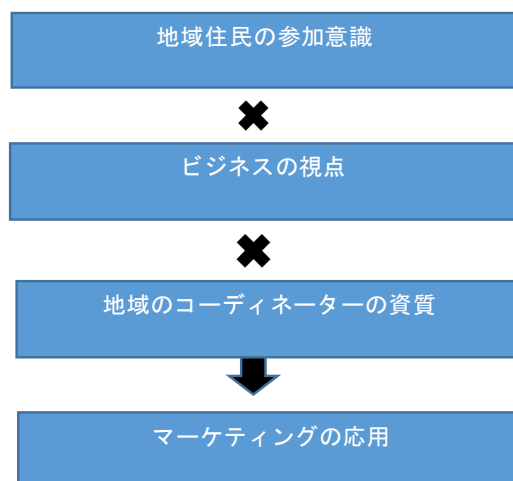 地域住民の参加意識
ビジネスの視点
地域のコーディネーターの資質
マーケティングの応用